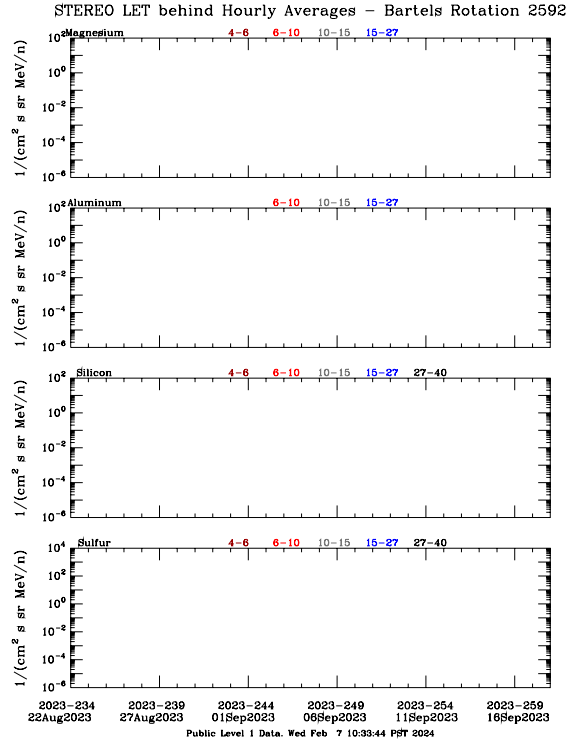 STEREO LET behind Hourly Averages - Bartels Rotation 2592
Magnesium 4-6 6-10 10-15 15-27
10² 10⁰ 10⁻² 10⁻⁴ 10⁻⁶
1/(cm² s sr MeV/n)
Aluminum 6-10 10-15 15-27
10² 10⁰ 10⁻² 10⁻⁴ 10⁻⁶
1/(cm² s sr MeV/n)
Silicon 4-6 6-10 10-15 15-27 27-40
10² 10⁰ 10⁻² 10⁻⁴ 10⁻⁶
1/(cm² s sr MeV/n)
Sulfur 4-6 6-10 10-15 15-27 27-40
10⁴ 10² 10⁰ 10⁻² 10⁻⁴ 10⁻⁶
1/(cm² s sr MeV/n)
2023-234 2023-239 2023-244 2023-249 2023-254 2023-259
22Aug2023 27Aug2023 01Sep2023 06Sep2023 11Sep2023 16Sep2023
Public Level 1 Data. Wed Feb 7 10:33:44 PST 2024